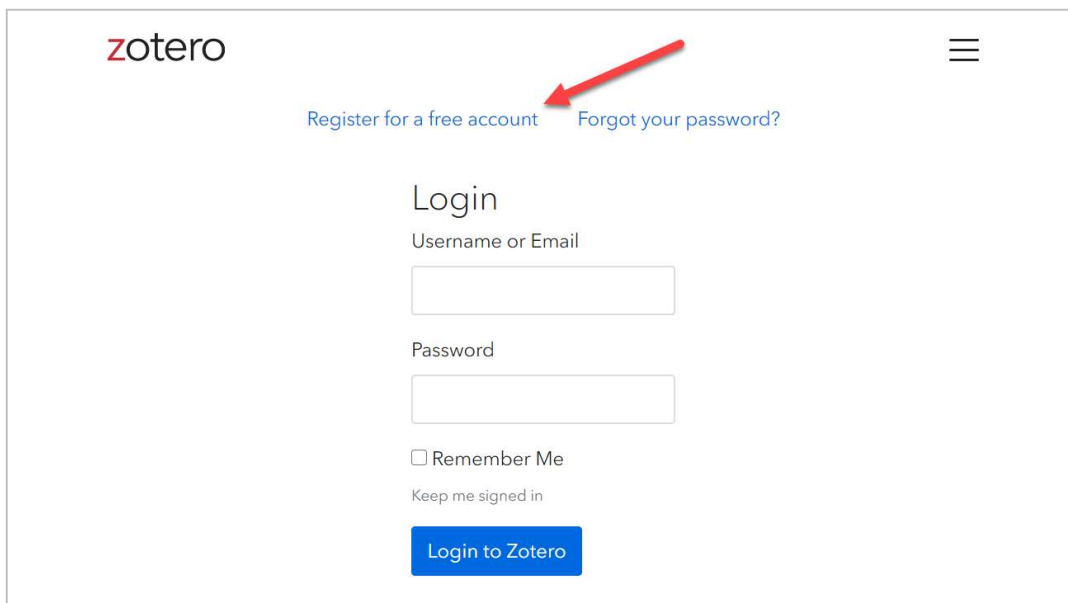 zotero
Register for a free account Forgot your password?
Login
Username or Email
Password
Remember Me
Keep me signed in
Login to Zotero